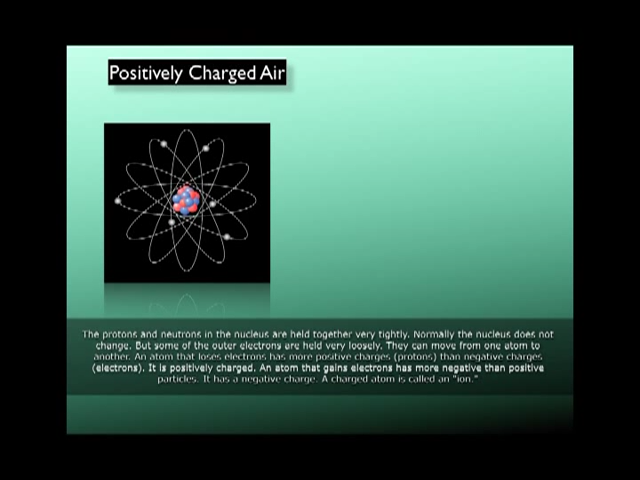 Positively Charged Air
The protons and neutrons in the nucleus are held together very tightly. Normally the nucleus does not
change. But some of the outer electrons are held very loosely. They can move from one atom to
another. An atom that loses electrons has more positive charges (protons) than negative charges
(electrons). It is positively charged. An atom that gains electrons has more negative than positive
particles. It has a negative charge. A charged atom is called an "ion."